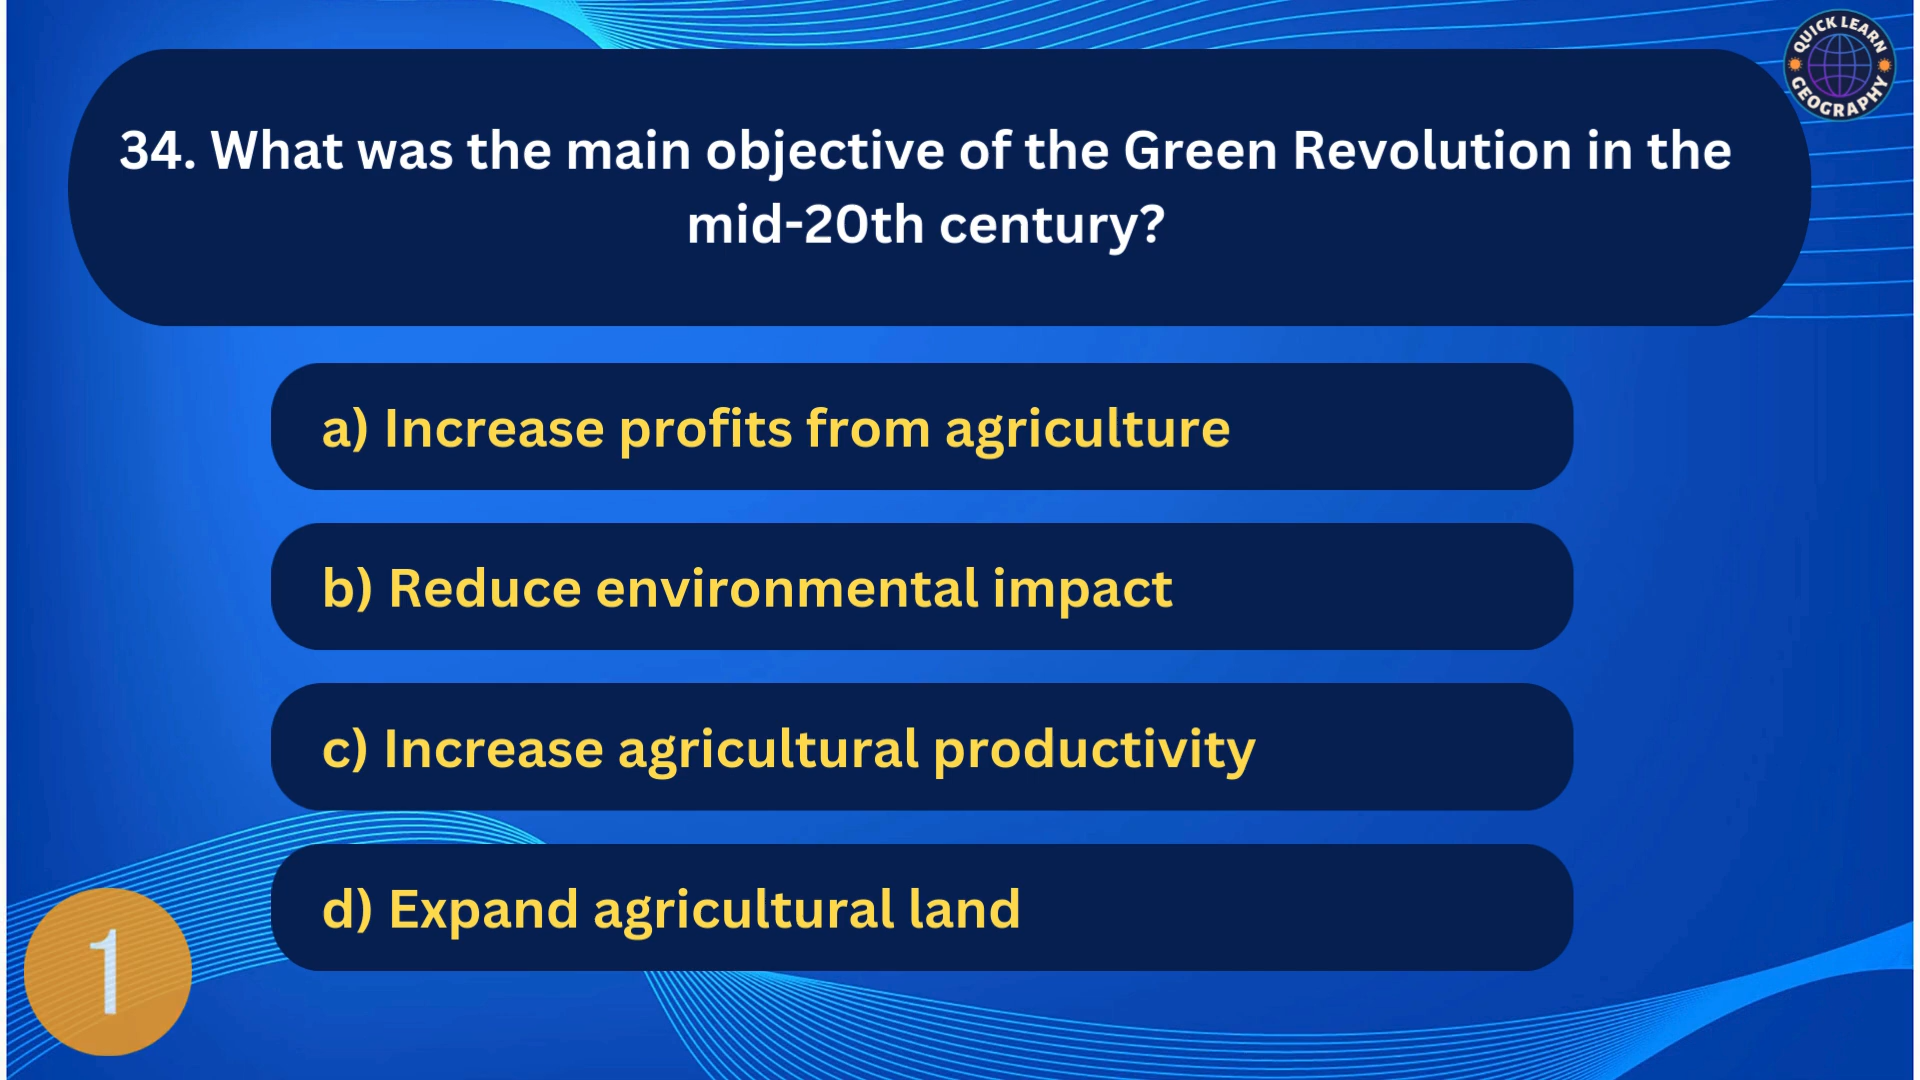 QUICK LEARN
GEOGRAPHY
34. What was the main objective of the Green Revolution in the
mid-20th century?
a) Increase profits from agriculture
b) Reduce environmental impact
c) Increase agricultural productivity
d) Expand agricultural land
1